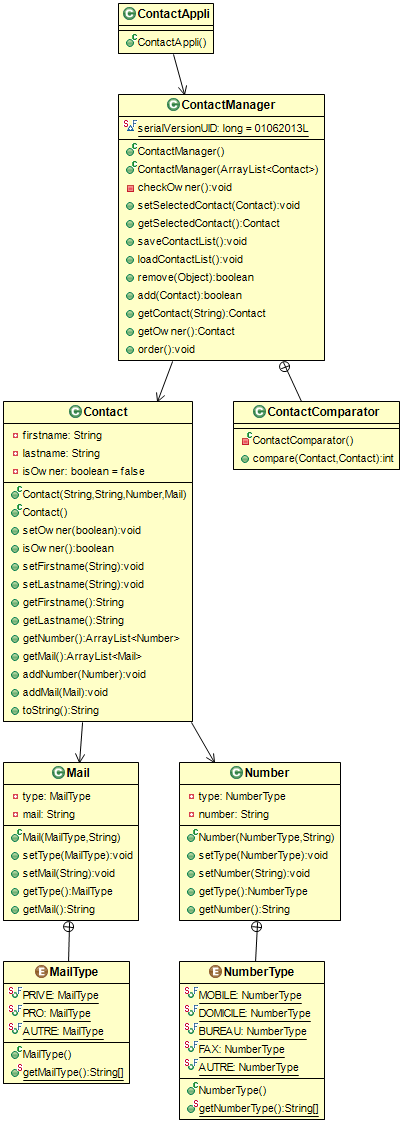 ContactAppli
ContactAppli()
ContactManager
serialVersionUID: long = 01062013L
ContactManager()
ContactManager(ArrayList<Contact>)
checkOwner():void
setSelectedContact(Contact):void
getSelectedContact():Contact
saveContactList():void
loadContactList():void
remove(Object):boolean
add(Contact):boolean
getContact(String):Contact
getOwner():Contact
order():void
Contact
firstname: String
lastname: String
isOwner: boolean = false
Contact(String,String,Number,Mail)
Contact()
setOwner(boolean):void
isOwner():boolean
setFirstname(String):void
setLastname(String):void
getFirstname():String
getLastname():String
getNumber():ArrayList<Number>
getMail():ArrayList<Mail>
addNumber(Number):void
addMail(Mail):void
toString():String
ContactComparator
ContactComparator()
compare(Contact,Contact):int
Mail
type: MailType
mail: String
Mail(MailType,String)
setType(MailType):void
setMail(String):void
getType():MailType
getMail():String
Number
type: NumberType
number: String
Number(NumberType,String)
setType(NumberType):void
setNumber(String):void
getType():NumberType
getNumber():String
MailType
PRIVE: MailType
PRO: MailType
AUTRE: MailType
MailType()
getMailType():String[]
NumberType
MOBILE: NumberType
DOMICILE: NumberType
BUREAU: NumberType
FAX: NumberType
AUTRE: NumberType
NumberType()
getNumberType():String[]